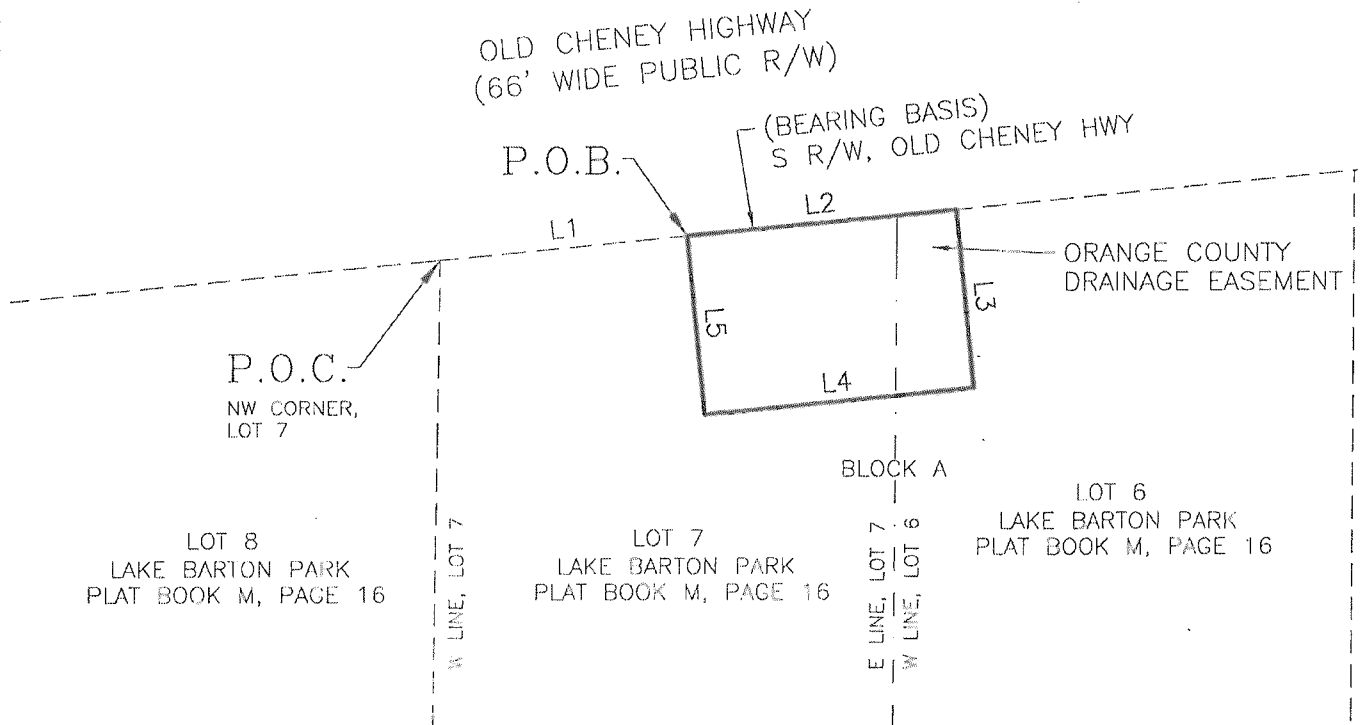 OLD CHENEY HIGHWAY
(66' WIDE PUBLIC R/W)
(BEARING BASIS)
S R/W, OLD CHENEY HWY
P.O.B.
L1
L2
ORANGE COUNTY
DRAINAGE EASEMENT
L3
L5
L4
P.O.C.
NW CORNER,
LOT 7
BLOCK A
LOT 8
LAKE BARTON PARK
PLAT BOOK M, PAGE 16
W LINE, LOT 7
LOT 7
LAKE BARTON PARK
PLAT BOOK M, PAGE 16
E LINE, LOT 7
W LINE, LOT 6
LOT 6
LAKE BARTON PARK
PLAT BOOK M, PAGE 16